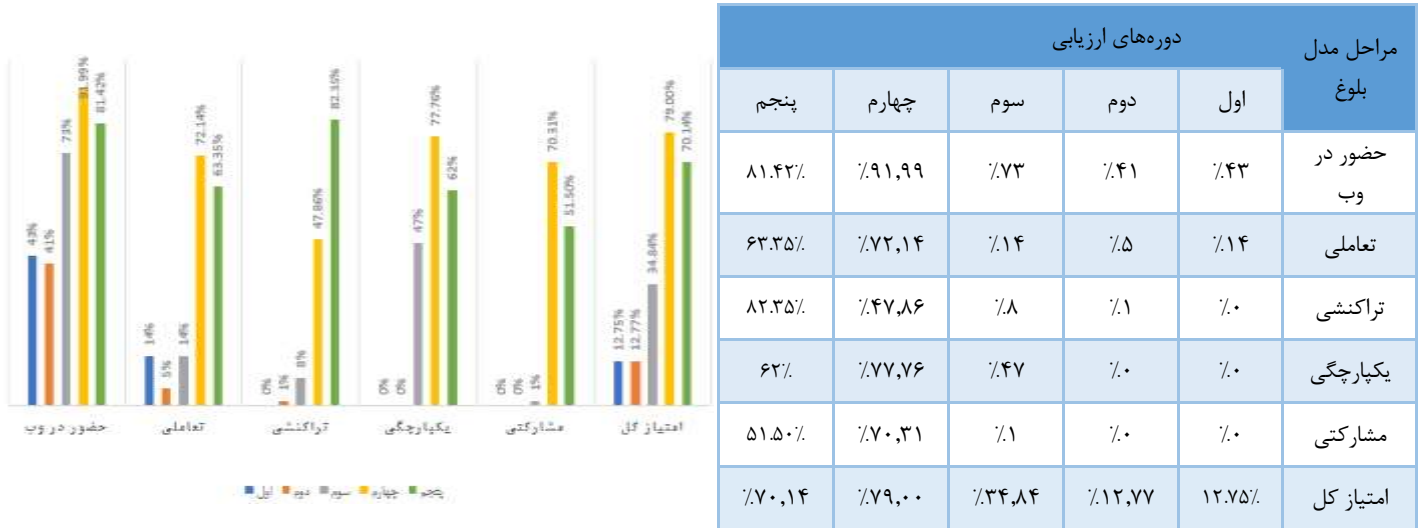 91.99%
82.35%
81.42%
79.00%
77.76%
73%
72.14%
70.31%
70.14%
63.35%
62%
51.50%
47.86%
47%
43%
41%
34.84%
14%
5%
14%
0%
1%
8%
0%
0%
0%
0%
1%
12.75%
12.77%
حضور در وب
تعاملی
تراکنشی
یکپارچگی
مشارکتی
امتیاز کل
اول دوم سوم چهارم پنجم
مراحل مدل بلوغ
دوره‌های ارزیابی
اول دوم سوم چهارم پنجم
حضور در وب ٪۴۳ ٪۴۱ ٪۷۳ ٪۹۱,۹۹ ۸۱.۴۲٪
تعاملی ٪۱۴ ٪۵ ٪۱۴ ٪۷۲,۱۴ ۶۳.۳۵٪
تراکنشی ٪۰ ٪۱ ٪۸ ٪۴۷,۸۶ ۸۲.۳۵٪
یکپارچگی ٪۰ ٪۰ ٪۴۷ ٪۷۷,۷۶ ۶۲٪
مشارکتی ٪۰ ٪۰ ٪۱ ٪۷۰,۳۱ ۵۱.۵۰٪
امتیاز کل ۱۲.۷۵٪ ٪۱۲,۷۷ ٪۳۴,۸۴ ٪۷۹,۰۰ ٪۷۰,۱۴